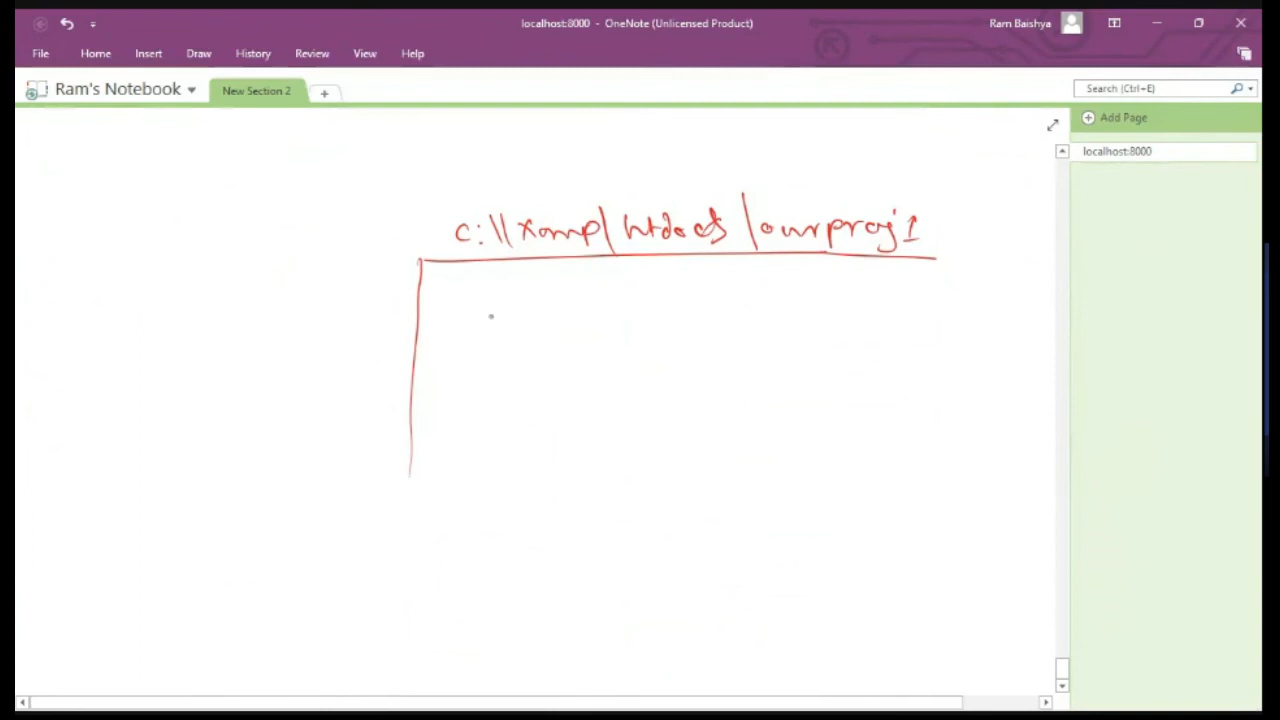 localhost:8000 - OneNote (Unlicensed Product)
Ram Baishya
File Home Insert Draw History Review View Help
Ram's Notebook
New Section 2
Search (Ctrl+E)
Add Page
localhost:8000
c:\\xamp\htdocs\ourproj1